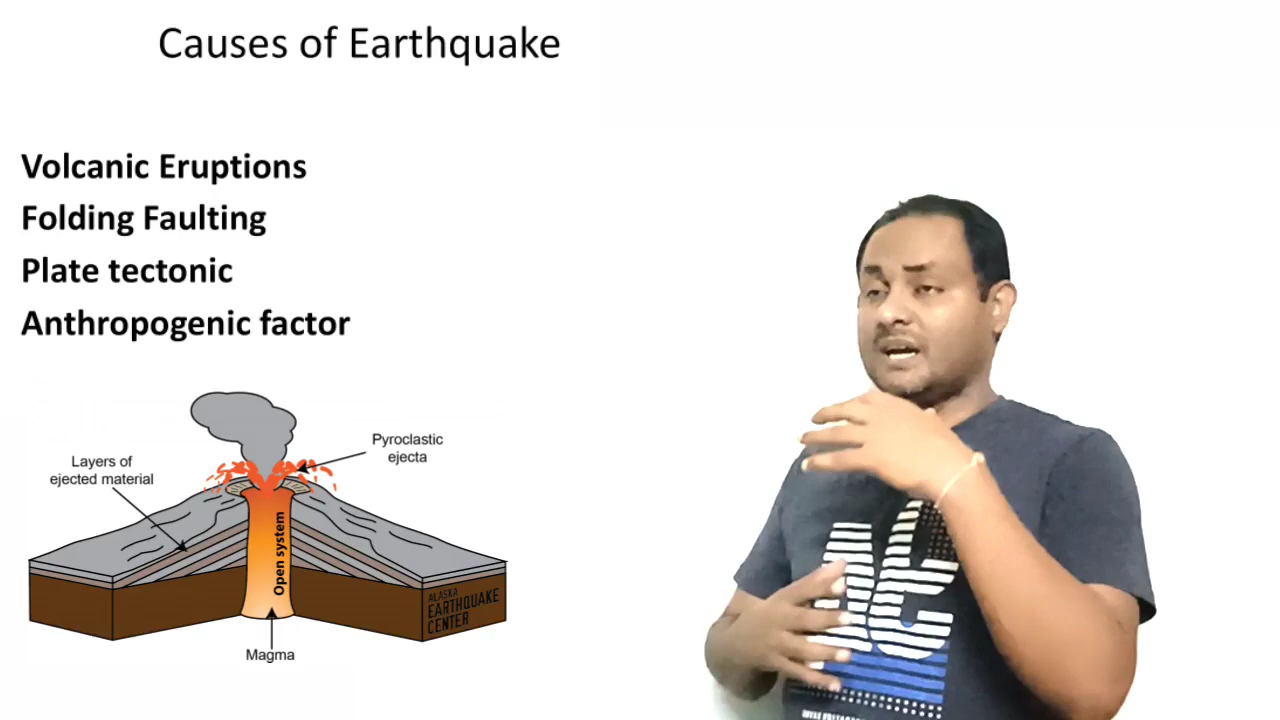 Causes of Earthquake
Volcanic Eruptions
Folding Faulting
Plate tectonic
Anthropogenic factor
Pyroclastic
ejecta
Layers of
ejected material
Open system
ALASKA
EARTHQUAKE
CENTER
Magma